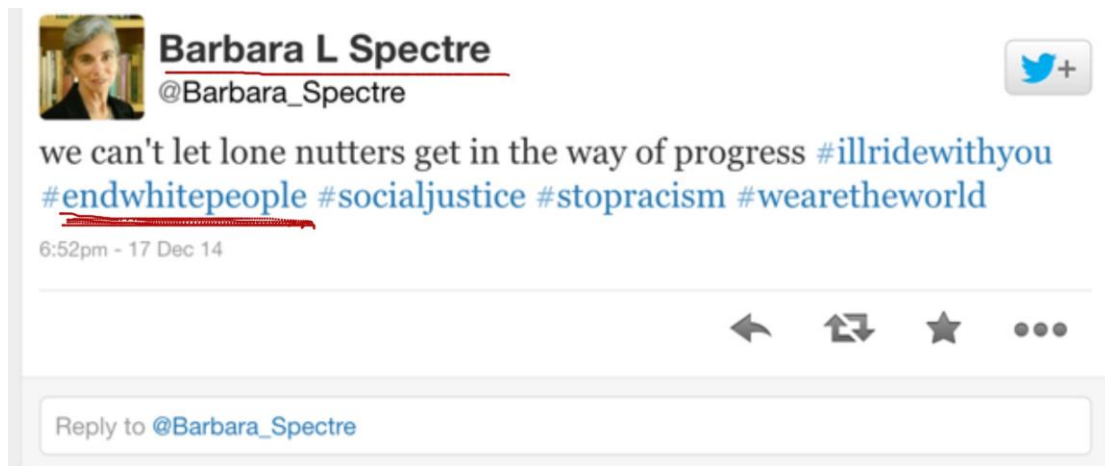 Barbara L Spectre
@Barbara_Spectre
we can't let lone nutters get in the way of progress #illridewithyou
#endwhitepeople #socialjustice #stopracism #wearetheworld
6:52pm - 17 Dec 14
Reply to @Barbara_Spectre